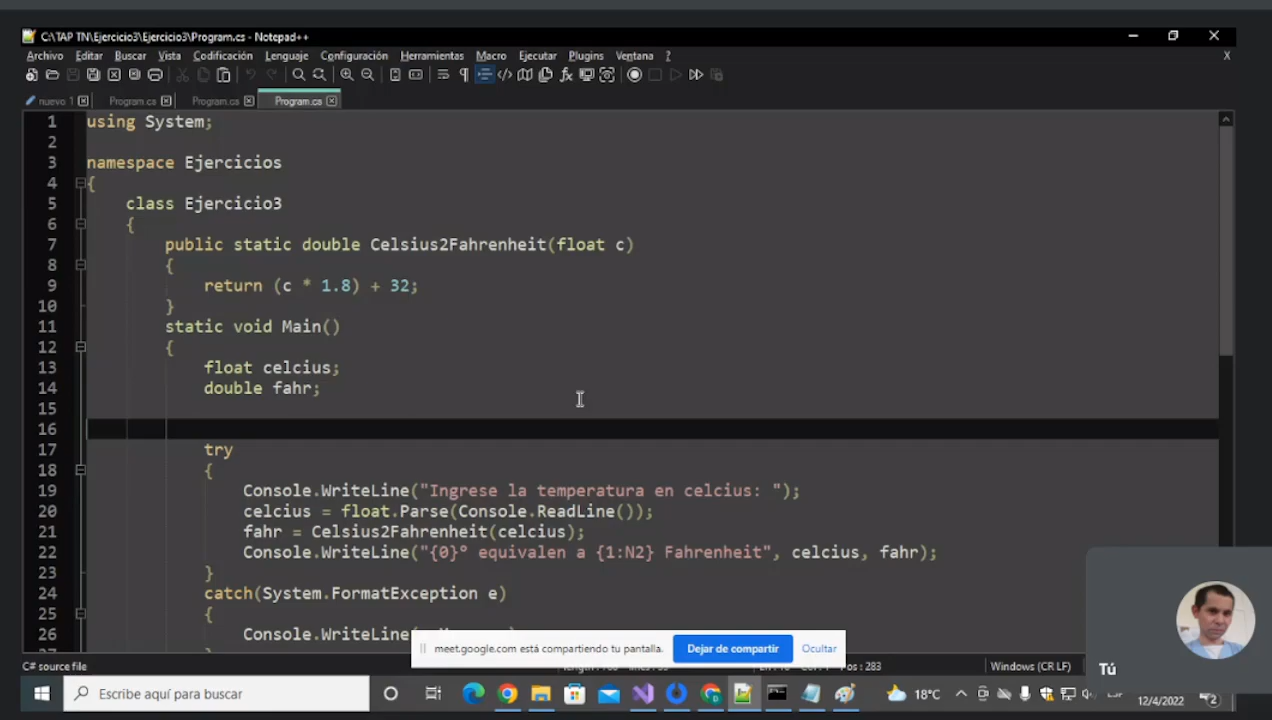 C:\TAP TN\Ejercicio3\Ejercicio3\Program.cs - Notepad++
Archivo Editar Buscar Vista Codificación Lenguaje Configuración Herramientas Macro Ejecutar Plugins Ventana ? X
nuevo 1 Program.cs Program.cs Program.cs
1 using System;
2
3 namespace Ejercicios
4 {
5 class Ejercicio3
6 {
7 public static double Celsius2Fahrenheit(float c)
8 {
9 return (c * 1.8) + 32;
10 }
11 static void Main()
12 {
13 float celcius;
14 double fahr;
15
16
17 try
18 {
19 Console.WriteLine("Ingrese la temperatura en celcius: ");
20 celcius = float.Parse(Console.ReadLine());
21 fahr = Celsius2Fahrenheit(celcius);
22 Console.WriteLine("{0}° equivalen a {1:N2} Fahrenheit", celcius, fahr);
23 }
24 catch(System.FormatException e)
25 {
26 Console.WriteLine(
meet.google.com está compartiendo tu pantalla. Dejar de compartir Ocultar
C# source file Pos : 283 Windows (CR LF)
Tú
Escribe aquí para buscar 18°C 12/4/2022 2